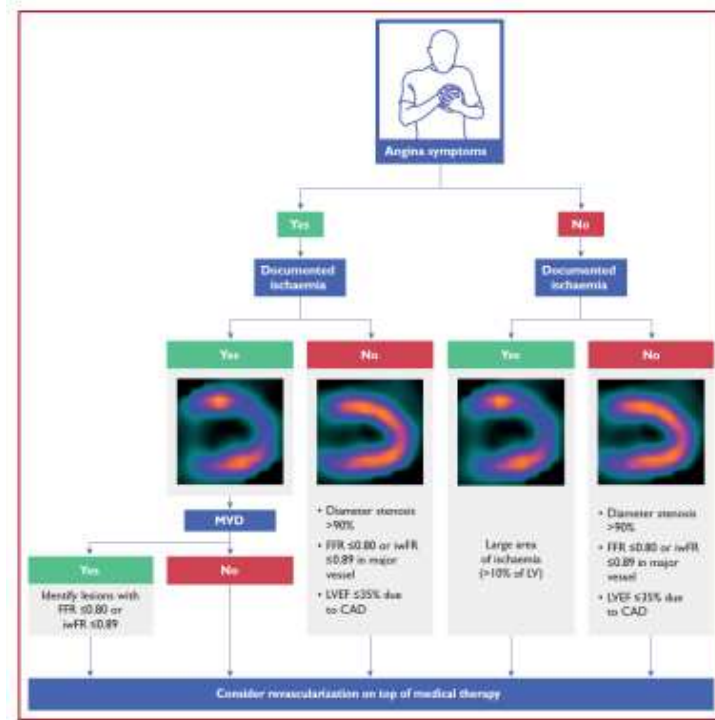 Angina symptoms
Yes
No
Documented
ischaemia
Documented
ischaemia
Yes
No
Yes
No
MVD
• Diameter stenosis
>90%
• FFR ≤0.80 or iwFR
≤0.89 in major
vessel
• LVEF ≤35% due
to CAD
Large area
of ischaemia
(>10% of LV)
• Diameter stenosis
>90%
• FFR ≤0.80 or iwFR
≤0.89 in major
vessel
• LVEF ≤35% due
to CAD
Yes
No
Identify lesions with
FFR ≤0.80 or
iwFR ≤0.89
Consider revascularization on top of medical therapy